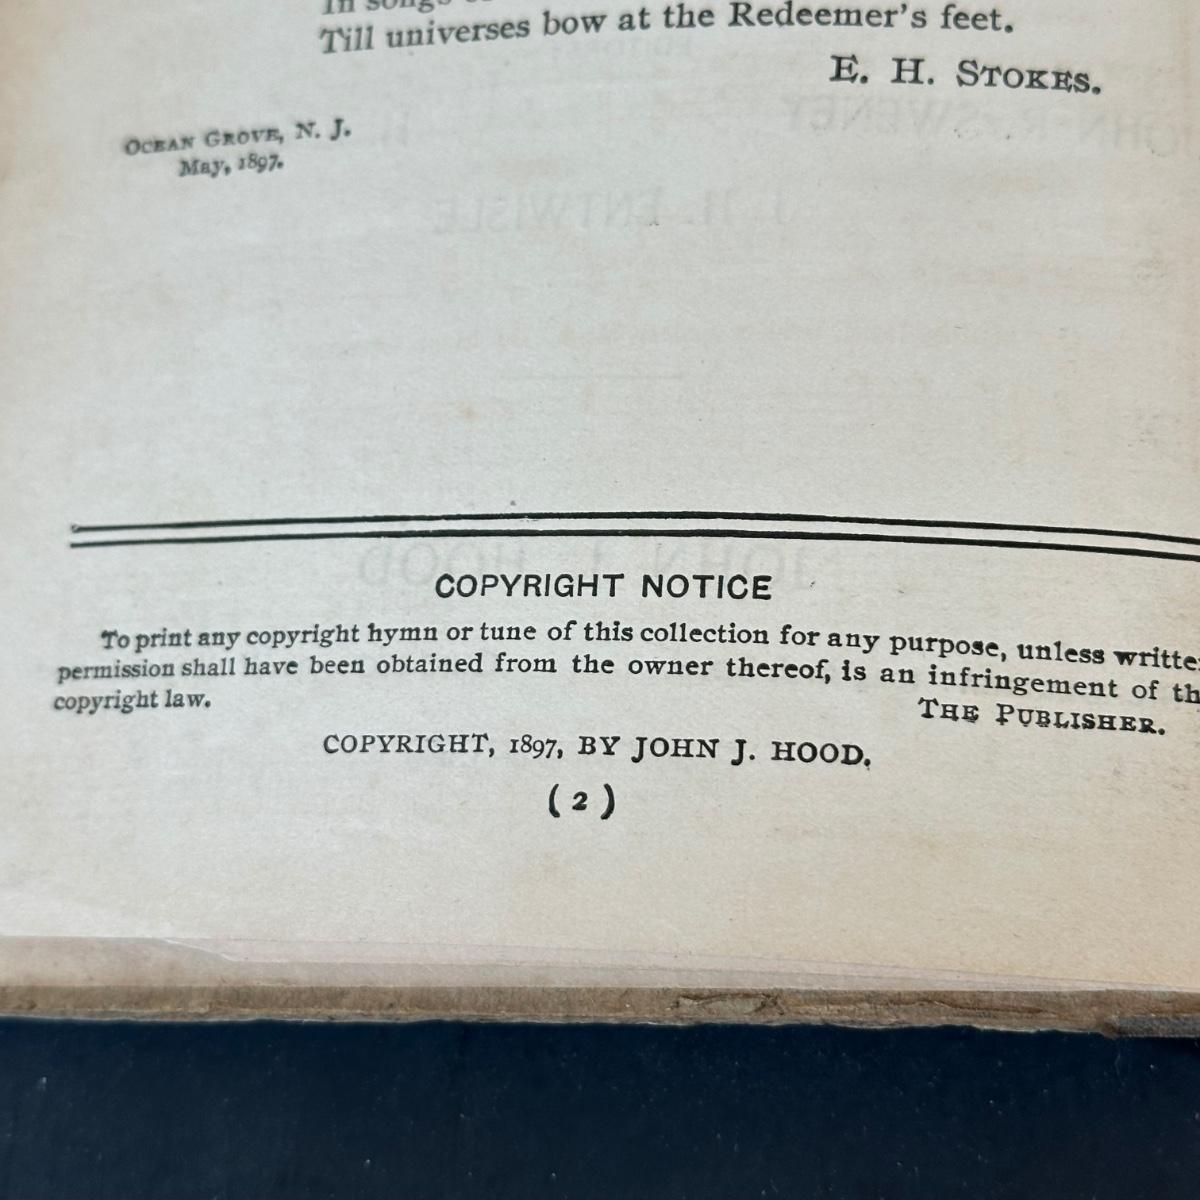 In songs
Till universes bow at the Redeemer's feet.
E. H. STOKES.
OCEAN GROVE, N. J.
May, 1897.
COPYRIGHT NOTICE
To print any copyright hymn or tune of this collection for any purpose, unless writte
permission shall have been obtained from the owner thereof, is an infringement of th
copyright law.
THE PUBLISHER.
COPYRIGHT, 1897, BY JOHN J. HOOD.
( 2 )